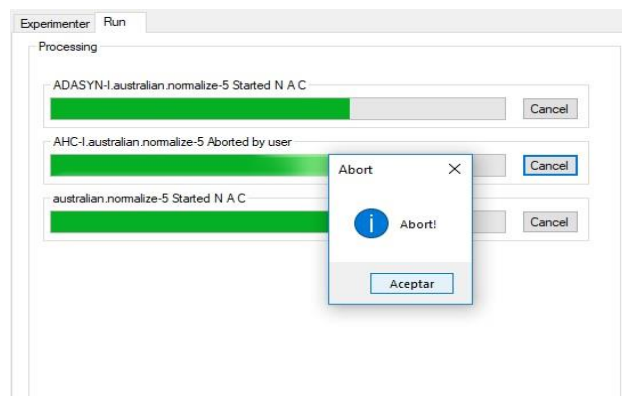 Experimenter Run
Processing
ADASYN-I.australian.normalize-5 Started N A C
Cancel
AHC-I.australian.normalize-5 Aborted by user
Cancel
Abort
australian.normalize-5 Started N A C
Cancel
Abort!
Aceptar